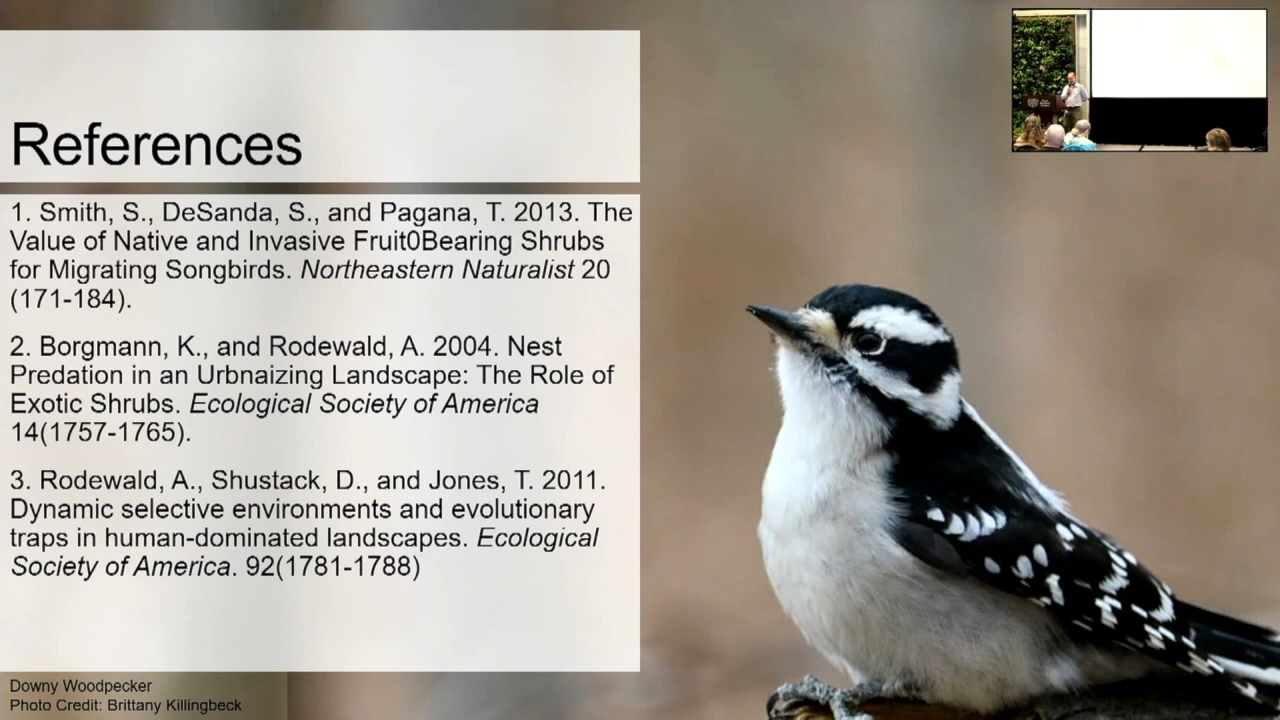 References
1. Smith, S., DeSanda, S., and Pagana, T. 2013. The
Value of Native and Invasive Fruit0Bearing Shrubs
for Migrating Songbirds. Northeastern Naturalist 20
(171-184).
2. Borgmann, K., and Rodewald, A. 2004. Nest
Predation in an Urbnaizing Landscape: The Role of
Exotic Shrubs. Ecological Society of America
14(1757-1765).
3. Rodewald, A., Shustack, D., and Jones, T. 2011.
Dynamic selective environments and evolutionary
traps in human-dominated landscapes. Ecological
Society of America. 92(1781-1788)
Downy Woodpecker
Photo Credit: Brittany Killingbeck